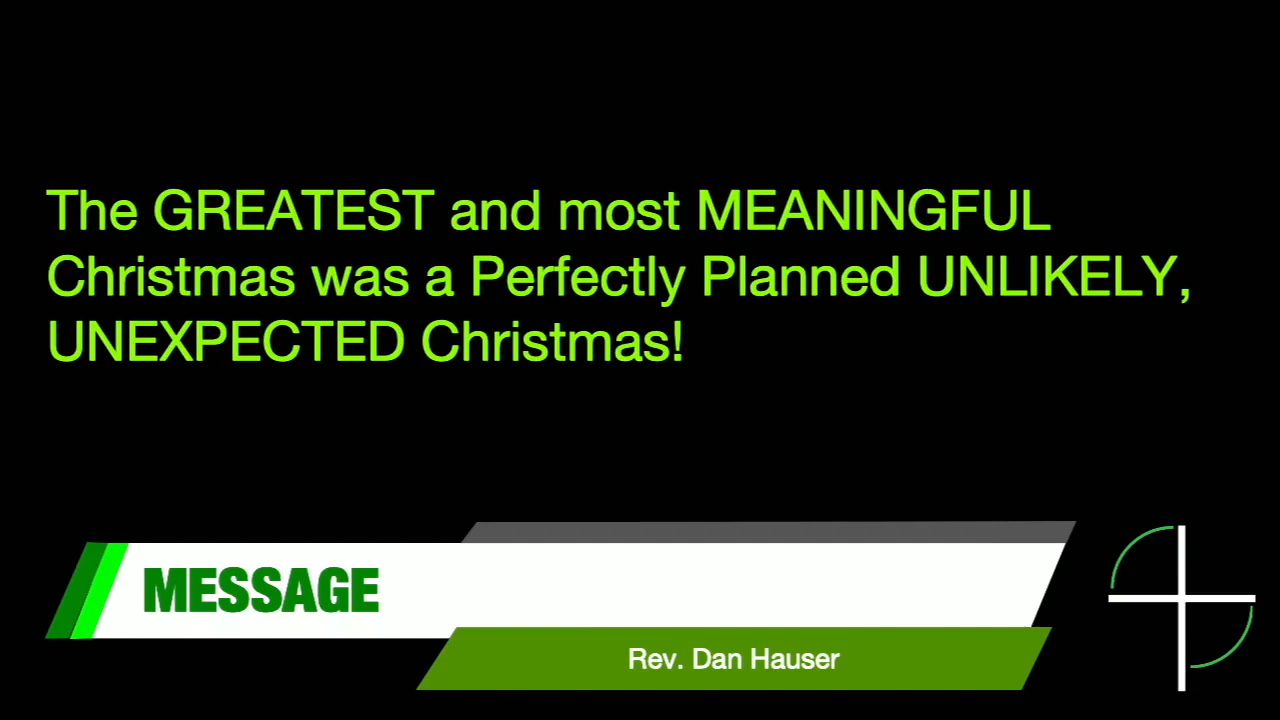 The GREATEST and most MEANINGFUL
Christmas was a Perfectly Planned UNLIKELY,
UNEXPECTED Christmas!
MESSAGE
Rev. Dan Hauser